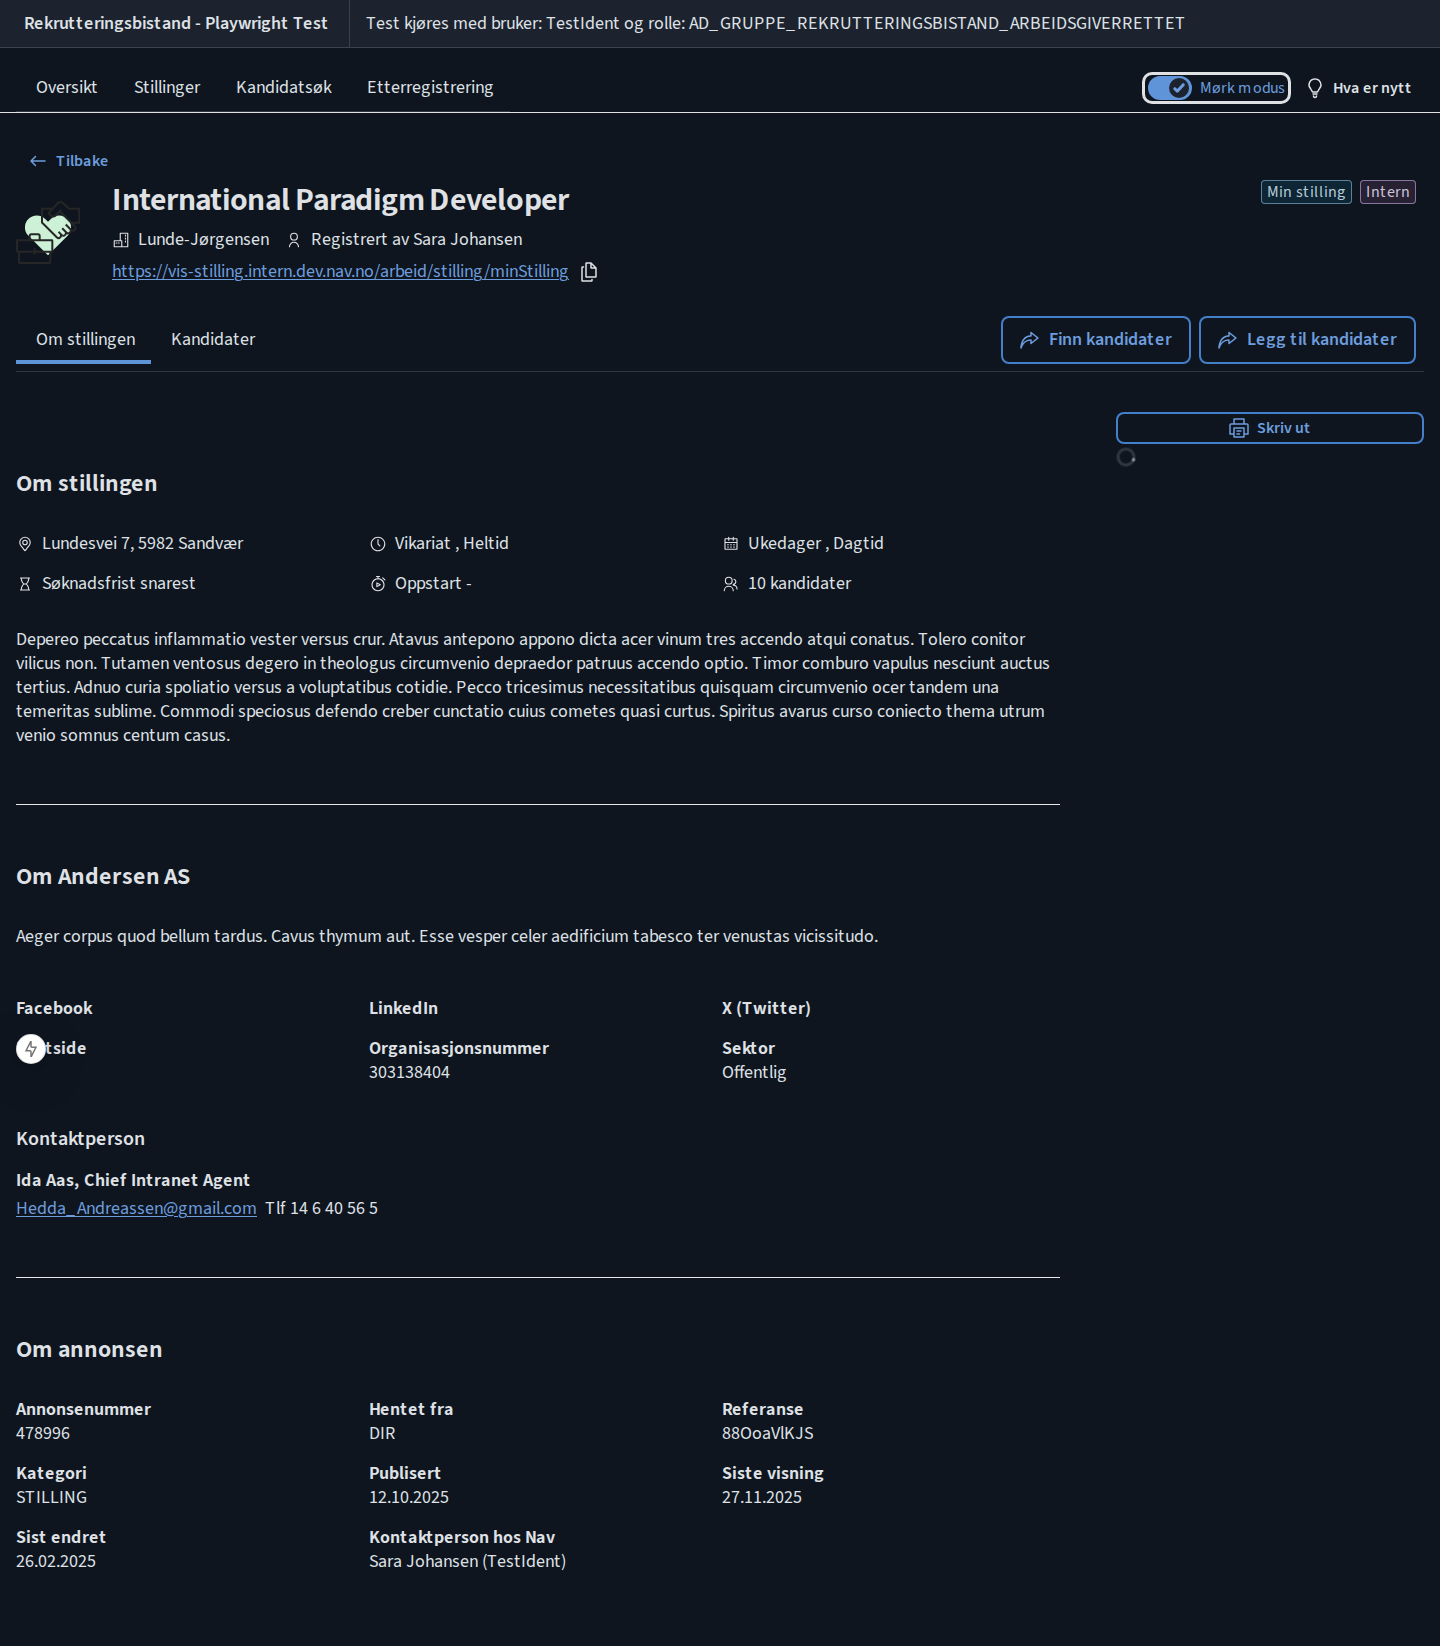 Rekrutteringsbistand - Playwright Test
Test kjøres med bruker: TestIdent og rolle: AD_GRUPPE_REKRUTTERINGSBISTAND_ARBEIDSGIVERRETTET
Oversikt
Stillinger
Kandidatsøk
Etterregistrering
Mørk modus
Hva er nytt
Tilbake
International Paradigm Developer
Min stilling
Intern
Lunde-Jørgensen
Registrert av Sara Johansen
https://vis-stilling.intern.dev.nav.no/arbeid/stilling/minStilling
Om stillingen
Kandidater
Finn kandidater
Legg til kandidater
Skriv ut
Om stillingen
Lundesvei 7, 5982 Sandvær
Vikariat , Heltid
Ukedager , Dagtid
Søknadsfrist snarest
Oppstart -
10 kandidater
Depereo peccatus inflammatio vester versus crur. Atavus antepono appono dicta acer vinum tres accendo atqui conatus. Tolero conitor
vilicus non. Tutamen ventosus degero in theologus circumvenio depraedor patruus accendo optio. Timor comburo vapulus nesciunt auctus
tertius. Adnuo curia spoliatio versus a voluptatibus cotidie. Pecco tricesimus necessitatibus quisquam circumvenio ocer tandem una
temeritas sublime. Commodi speciosus defendo creber cunctatio cuius cometes quasi curtus. Spiritus avarus curso coniecto thema utrum
venio somnus centum casus.
Om Andersen AS
Aeger corpus quod bellum tardus. Cavus thymum aut. Esse vesper celer aedificium tabesco ter venustas vicissitudo.
Facebook
LinkedIn
X (Twitter)
tside
Organisasjonsnummer
303138404
Sektor
Offentlig
Kontaktperson
Ida Aas, Chief Intranet Agent
Hedda_Andreassen@gmail.com Tlf 14 6 40 56 5
Om annonsen
Annonsenummer
478996
Hentet fra
DIR
Referanse
88OoaVlKJS
Kategori
STILLING
Publisert
12.10.2025
Siste visning
27.11.2025
Sist endret
26.02.2025
Kontaktperson hos Nav
Sara Johansen (TestIdent)